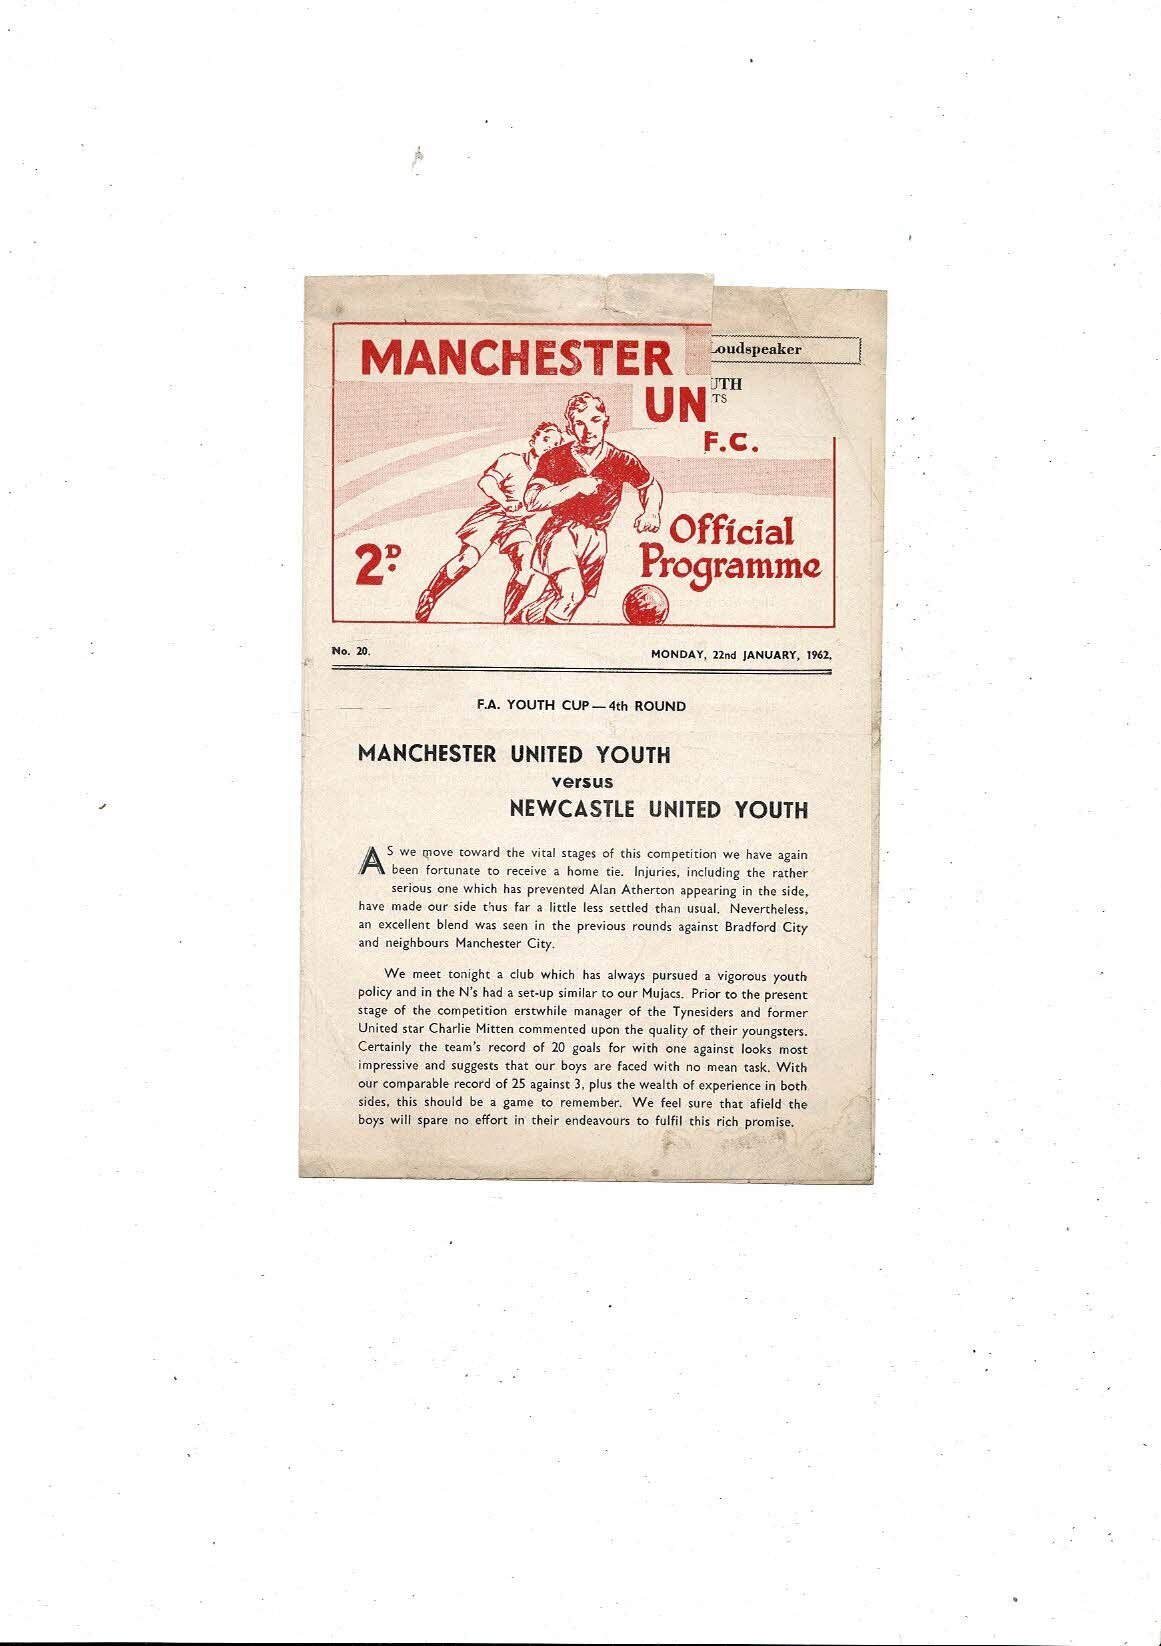 MANCHESTER
Loudspeaker
UTH
UN
TS
F.C.
Official
2D.
Programme
No. 20.
MONDAY, 22nd JANUARY, 1962.
F.A. YOUTH CUP — 4th ROUND
MANCHESTER UNITED YOUTH
versus
NEWCASTLE UNITED YOUTH
AS we move toward the vital stages of this competition we have again
been fortunate to receive a home tie. Injuries, including the rather
serious one which has prevented Alan Atherton appearing in the side,
have made our side thus far a little less settled than usual. Nevertheless,
an excellent blend was seen in the previous rounds against Bradford City
and neighbours Manchester City.
We meet tonight a club which has always pursued a vigorous youth
policy and in the N's had a set-up similar to our Mujacs. Prior to the present
stage of the competition erstwhile manager of the Tynesiders and former
United star Charlie Mitten commented upon the quality of their youngsters.
Certainly the team's record of 20 goals for with one against looks most
impressive and suggests that our boys are faced with no mean task. With
our comparable record of 25 against 3, plus the wealth of experience in both
sides, this should be a game to remember. We feel sure that afield the
boys will spare no effort in their endeavours to fulfil this rich promise.